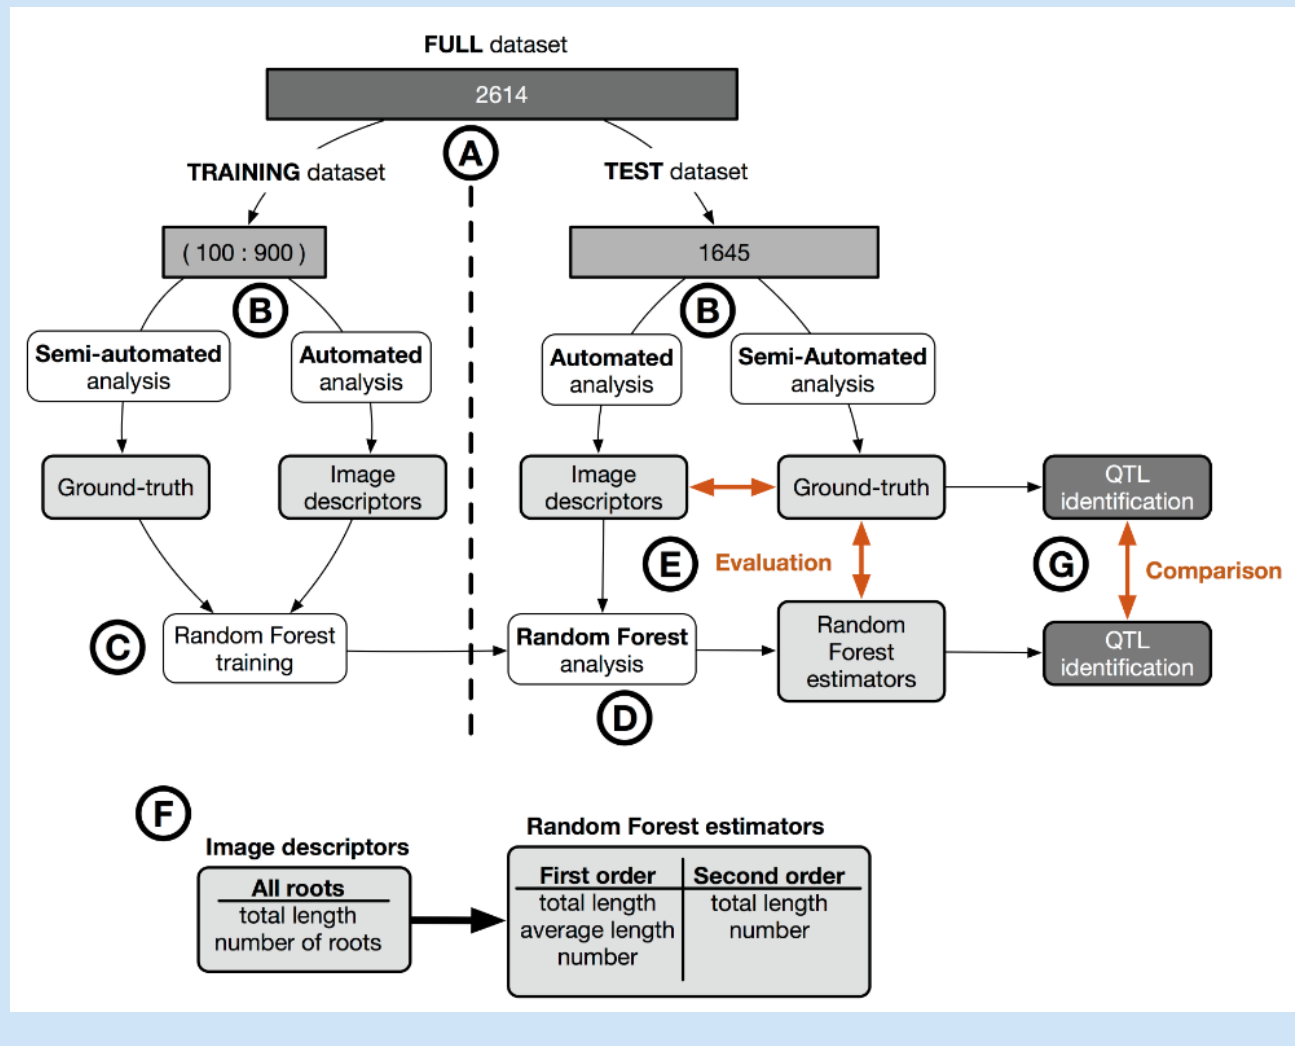 FULL dataset
2614
A
TRAINING dataset
TEST dataset
( 100 : 900 )
1645
B
B
Semi-automated
analysis
Automated
analysis
Automated
analysis
Semi-Automated
analysis
Ground-truth
Image
descriptors
Image
descriptors
Ground-truth
QTL
identification
E
Evaluation
G
Comparison
C
Random Forest
training
Random Forest
analysis
Random
Forest
estimators
QTL
identification
D
F
Image descriptors
All roots
total length
number of roots
Random Forest estimators
First order
total length
average length
number
Second order
total length
number